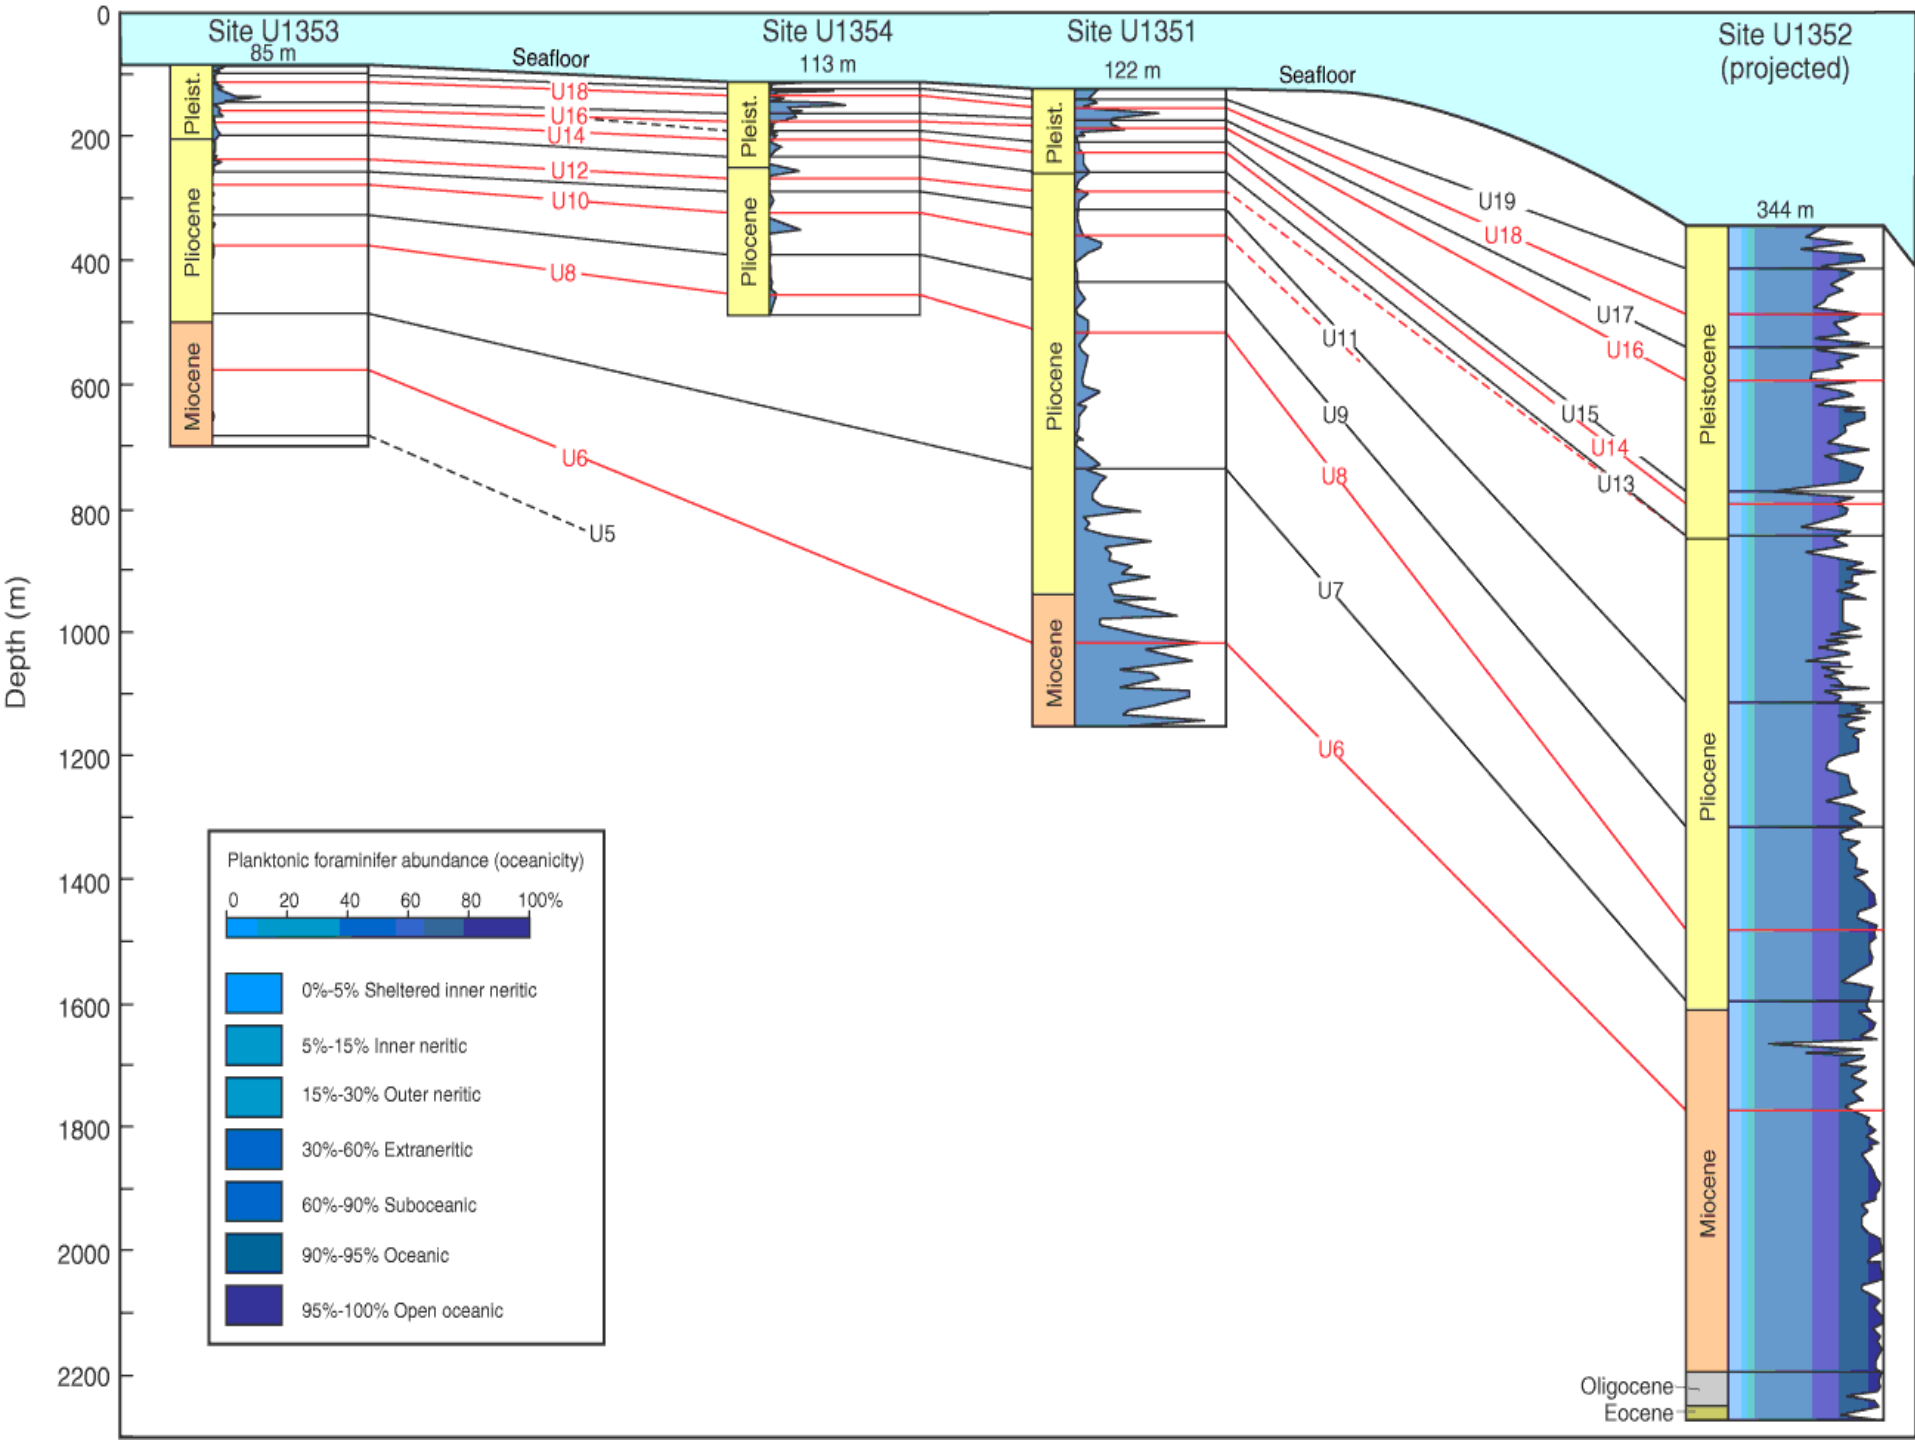 0
Site U1353
85 m
Seafloor
Site U1354
113 m
Site U1351
122 m
Seafloor
Site U1352
(projected)
344 m
200
400
600
800
1000
1200
1400
1600
1800
2000
2200
Depth (m)
Pleist.
Pliocene
Miocene
U18
U16
U14
U12
U10
U8
U6
U5
Pleist.
Pliocene
Pleist.
Pliocene
Miocene
U19
U18
U17
U16
U15
U14
U13
U11
U9
U8
U7
U6
Pleistocene
Pliocene
Miocene
Oligocene
Eocene
Planktonic foraminifer abundance (oceanicity)
0 20 40 60 80 100%
0%-5% Sheltered inner neritic
5%-15% Inner neritic
15%-30% Outer neritic
30%-60% Extraneritic
60%-90% Suboceanic
90%-95% Oceanic
95%-100% Open oceanic